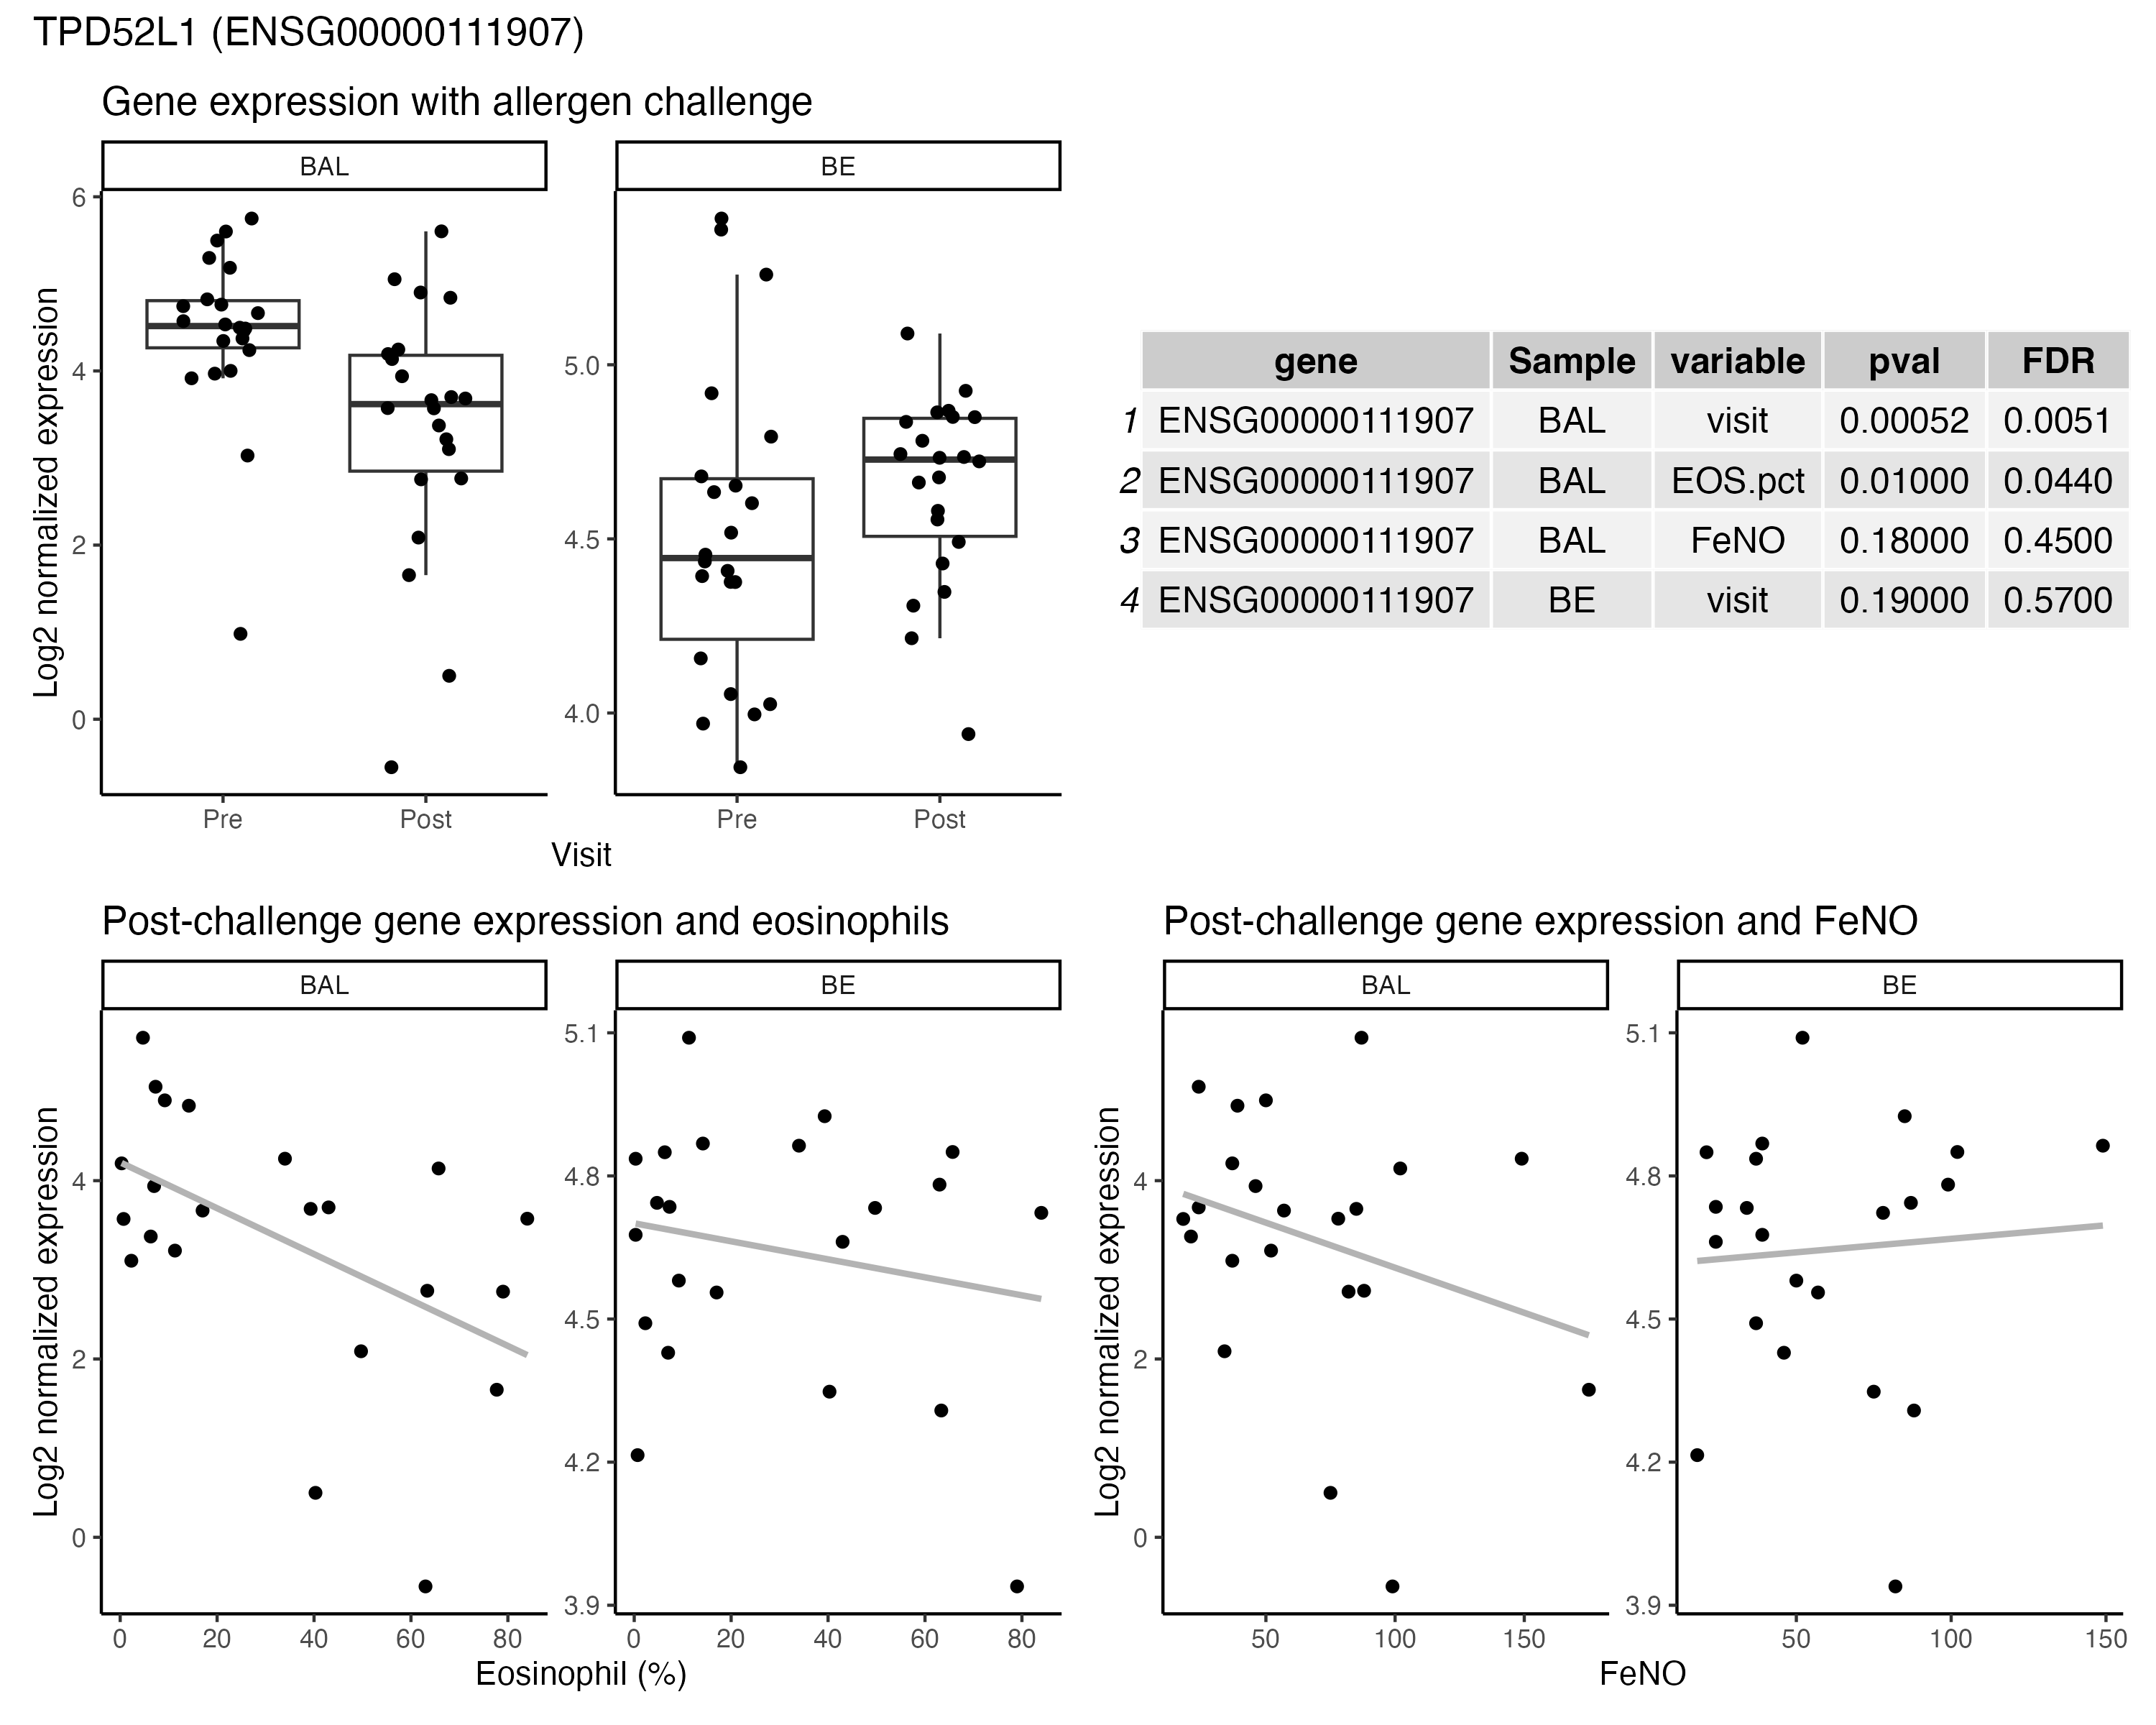 TPD52L1 (ENSG00000111907)
Gene expression with allergen challenge
BAL
BE
Log2 normalized expression
6
4
2
0
5.0
4.5
4.0
Pre
Post
Pre
Post
Visit
gene Sample variable pval FDR
1 ENSG00000111907 BAL visit 0.00052 0.0051
2 ENSG00000111907 BAL EOS.pct 0.01000 0.0440
3 ENSG00000111907 BAL FeNO 0.18000 0.4500
4 ENSG00000111907 BE visit 0.19000 0.5700
Post-challenge gene expression and eosinophils
BAL
BE
Log2 normalized expression
4
2
0
5.1
4.8
4.5
4.2
3.9
0 20 40 60 80
0 20 40 60 80
Eosinophil (%)
Post-challenge gene expression and FeNO
BAL
BE
Log2 normalized expression
4
2
0
5.1
4.8
4.5
4.2
3.9
50 100 150
50 100 150
FeNO